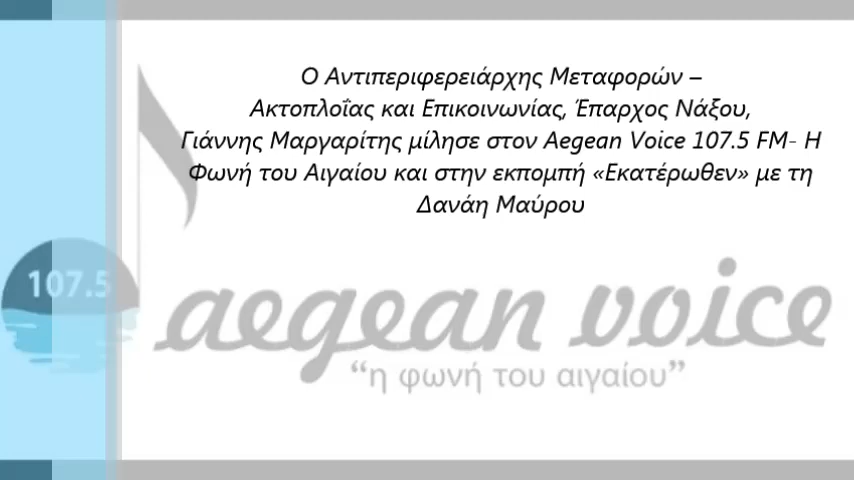 Ο Αντιπεριφερειάρχης Μεταφορών –
Ακτοπλοΐας και Επικοινωνίας, Έπαρχος Νάξου,
Γιάννης Μαργαρίτης μίλησε στον Aegean Voice 107.5 FM- Η
Φωνή του Αιγαίου και στην εκπομπή «Εκατέρωθεν» με τη
Δανάη Μαύρου
107.5
aegean voice
“η φωνή του αιγαίου”